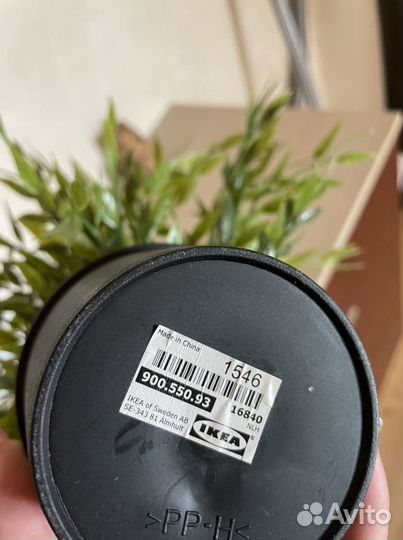 Made in China
1546
900.550.93
16840
NLH
IKEA of Sweden AB
SE-343 81 Älmhult
IKEA
>PP-H<
Avito